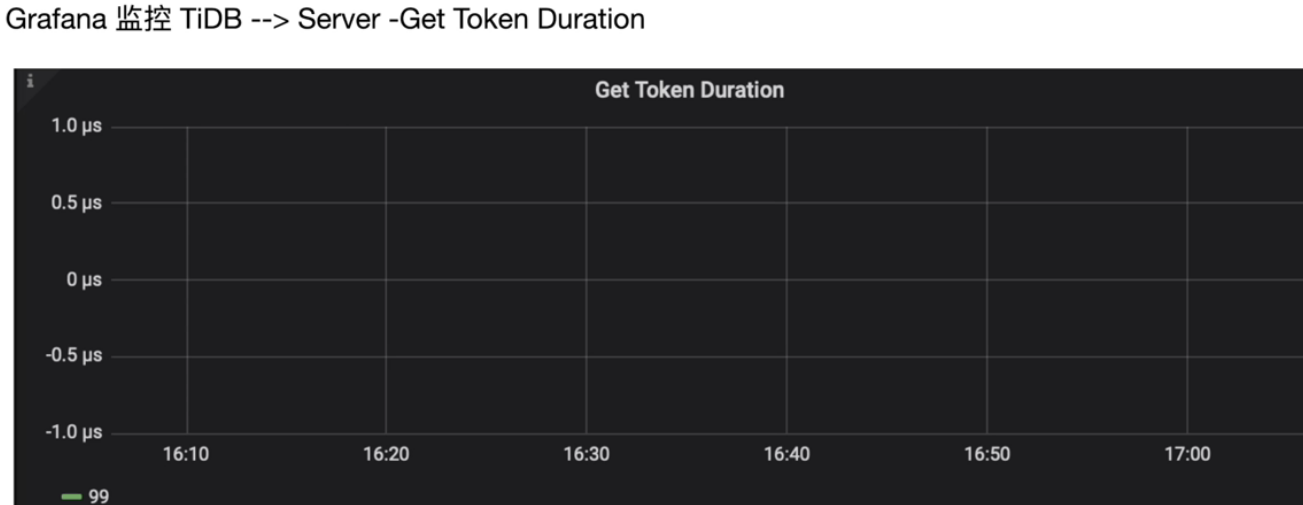 Grafana 监控 TiDB --> Server -Get Token Duration
i
Get Token Duration
1.0 µs
0.5 µs
0 µs
-0.5 µs
-1.0 µs
16:10 16:20 16:30 16:40 16:50 17:00
99